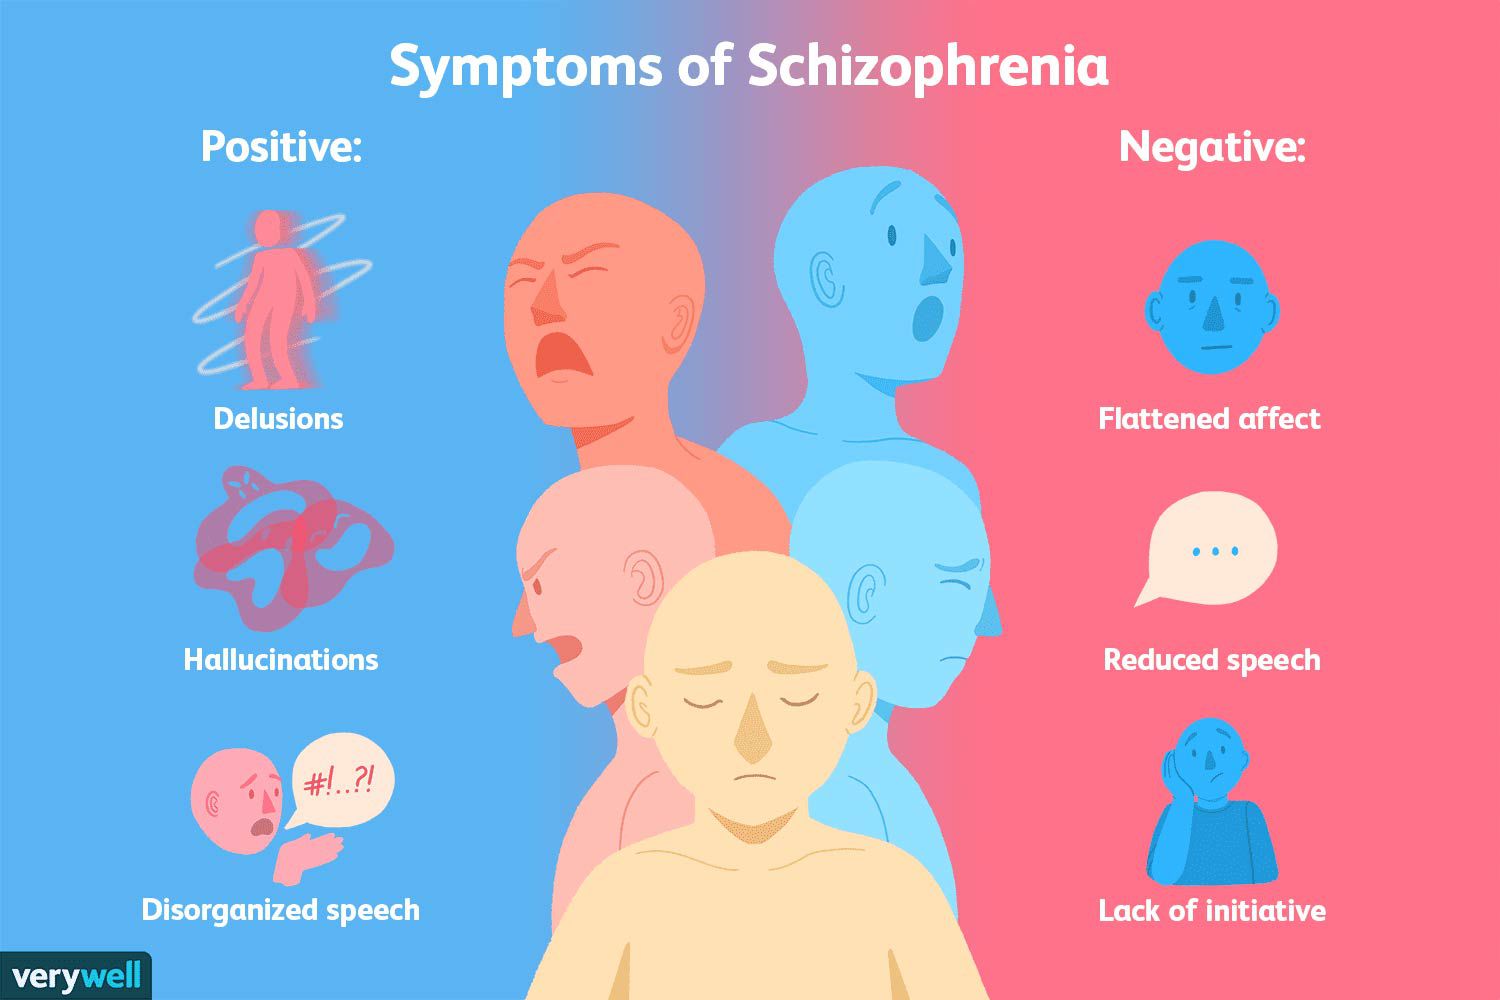 Symptoms of Schizophrenia
Positive:
Delusions
Hallucinations
#!..?!
Disorganized speech
Negative:
Flattened affect
...
Reduced speech
Lack of initiative
verywell